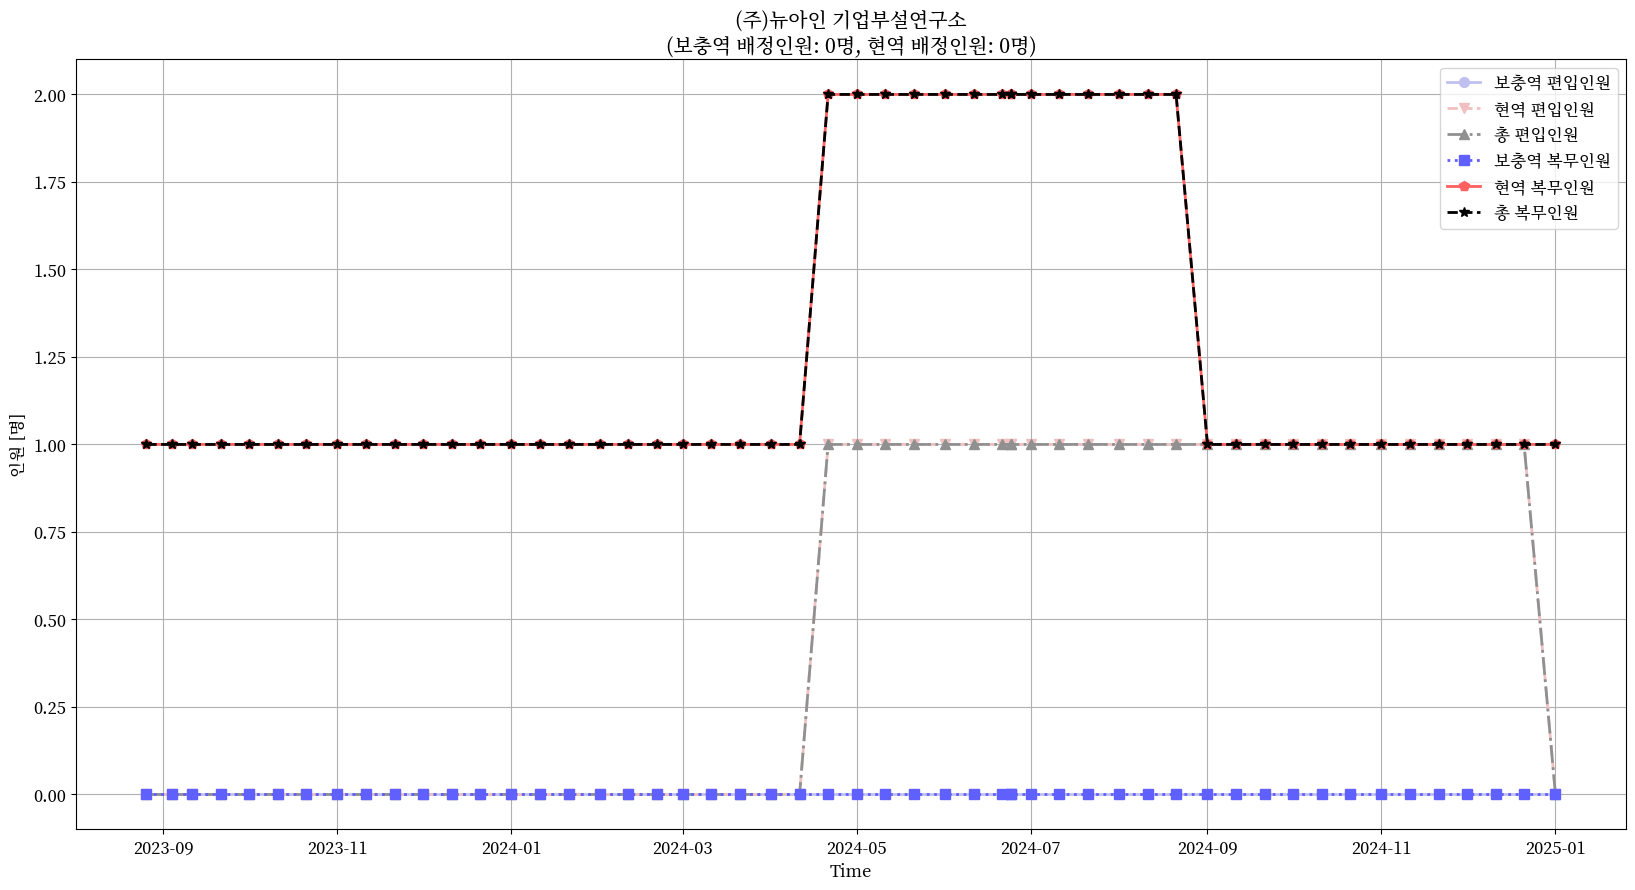 (주)뉴아인 기업부설연구소
(보충역 배정인원: 0명, 현역 배정인원: 0명)
보충역 편입인원
현역 편입인원
총 편입인원
보충역 복무인원
현역 복무인원
총 복무인원
2.00
1.75
1.50
1.25
1.00
0.75
0.50
0.25
0.00
인원 [명]
2023-09
2023-11
2024-01
2024-03
2024-05
2024-07
2024-09
2024-11
2025-01
Time